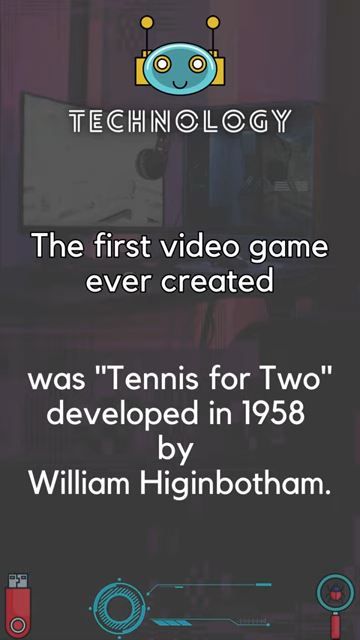 TECHNOLOGY
The first video game
ever created
was "Tennis for Two"
developed in 1958
by
William Higinbotham.